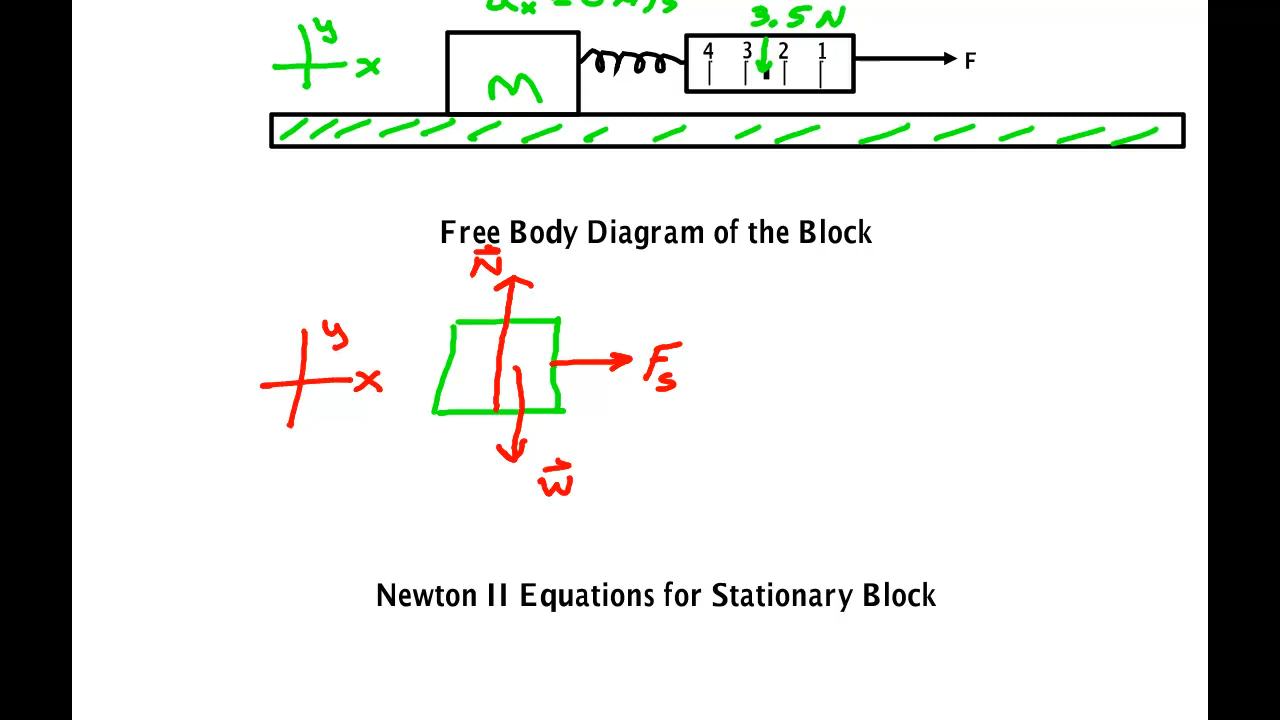 3.5N
y
x
4 3 2 1
F
m
Free Body Diagram of the Block
N
y
x
Fs
W
Newton II Equations for Stationary Block